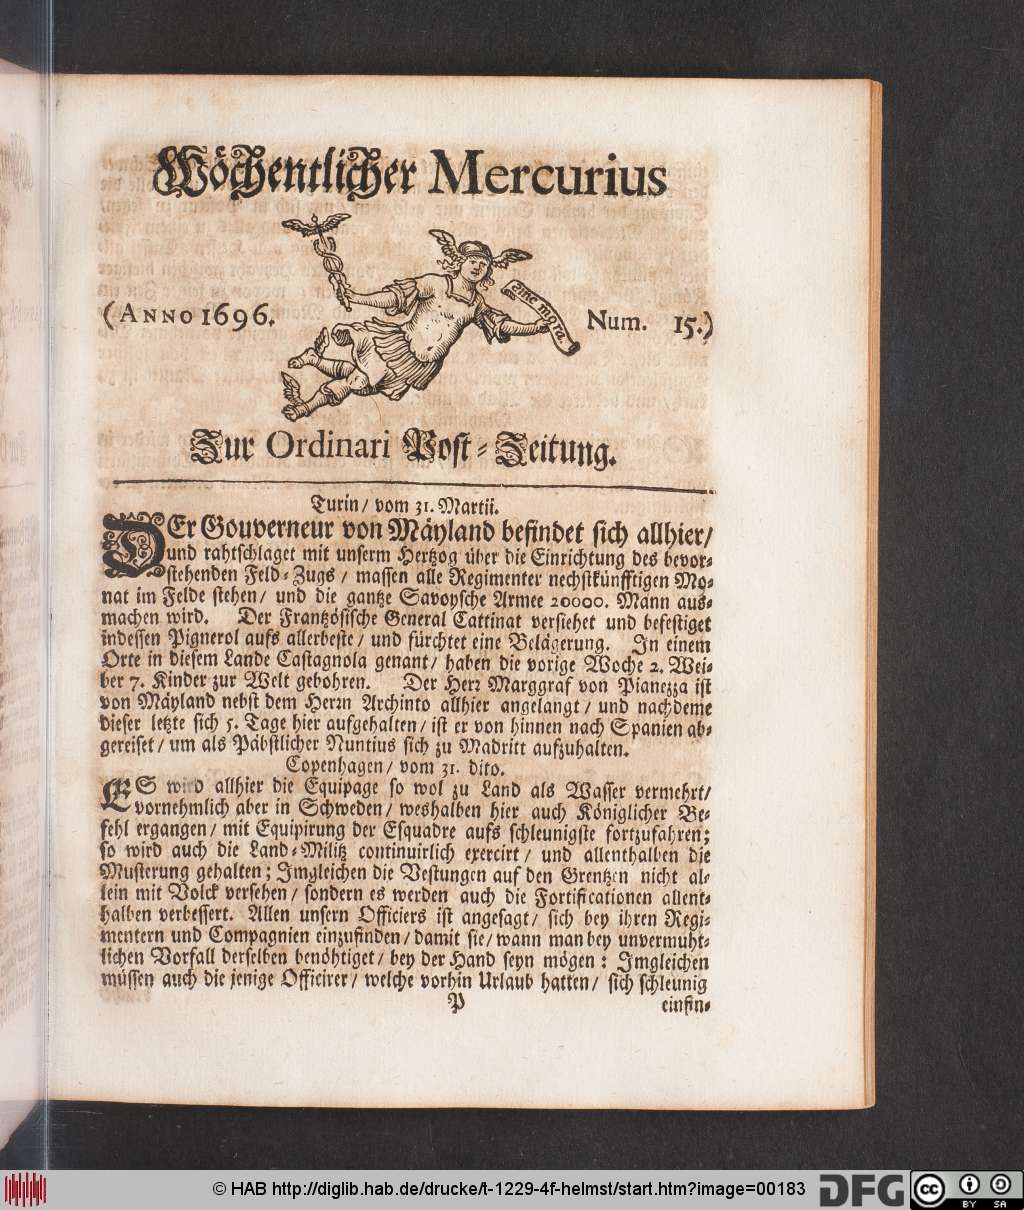 Wöchentlicher Mercurius
sine mora.
(ANNO 1696. Num. 15.)
Zur Ordinari Post-Zeitung.
Turin/ vom 31. Martii.
DEr Gouverneur von Mäyland befindet sich allhier/
und rahtschlaget mit unserm Hertzog über die Einrichtung des bevor-
stehenden Feld-Zugs/ massen alle Regimenter nechstkünfftigen Mo-
nat im Felde stehen/ und die gantze Savoysche Armee 20000. Mann aus-
machen wird. Der Frantzösische General Cattinat versiehet und befestiget
indessen Pignerol aufs allerbeste/ und fürchtet eine Belägerung. In einem
Orte in diesem Lande Castagnola genant/ haben die vorige Woche 2. Wei-
ber 7. Kinder zur Welt gebohren. Der Herr Marggraf von Pianezza ist
von Mäyland nebst dem Herrn Archinto allhier angelangt/ und nachdeme
dieser letzte sich 5. Tage hier aufgehalten/ ist er von hinnen nach Spanien ab-
gereiset/ um als Päbstlicher Nuntius sich zu Madritt aufzuhalten.
Copenhagen/ vom 31. dito.
ES wird allhier die Equipage so wol zu Land als Wasser vermehrt/
vornehmlich aber in Schweden/ weshalben hier auch Königlicher Be-
fehl ergangen/ mit Equipirung der Esquadre aufs schleunigste fortzufahren;
so wird auch die Land-Militz continuirlich exercirt/ und allenthalben die
Musterung gehalten; Imgleichen die Vestungen auf den Grentzen nicht al-
lein mit Volck versehen/ sondern es werden auch die Fortificationen allent-
halben verbessert. Allen unsern Officiers ist angesagt/ sich bey ihren Regi-
mentern und Compagnien einzufinden/ damit sie/ wann man bey unvermuht-
lichen Vorfall derselben benöhtiget/ bey der Hand seyn mögen: Imgleichen
müssen auch die jenige Officirer/ welche vorhin Urlaub hatten/ sich schleunig
P einfin-
© HAB http://diglib.hab.de/drucke/t-1229-4f-helmst/start.htm?image=00183
DFG
cc BY SA